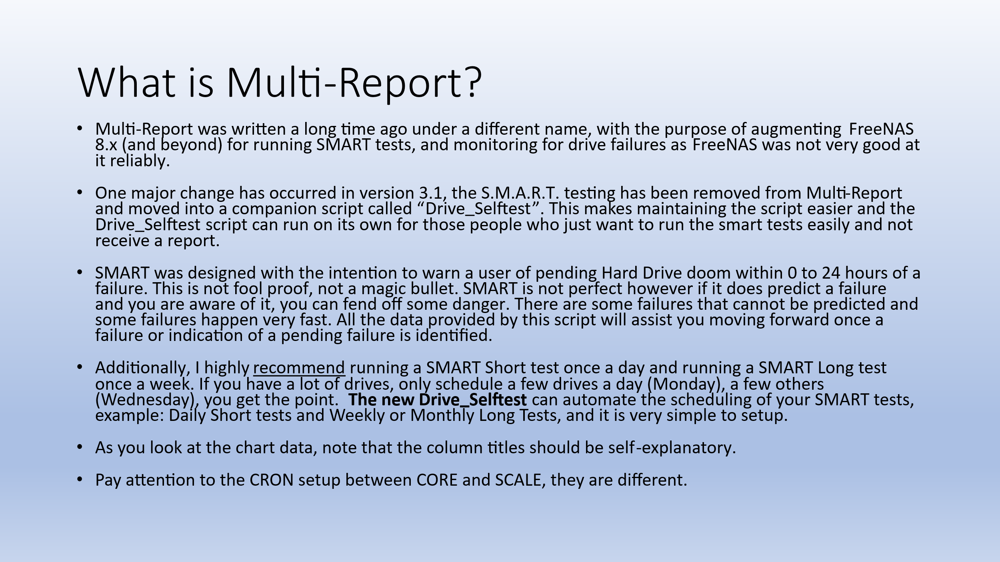 What is Multi-Report?
• Multi-Report was written a long time ago under a different name, with the purpose of augmenting FreeNAS
8.x (and beyond) for running SMART tests, and monitoring for drive failures as FreeNAS was not very good at
it reliably.
• One major change has occurred in version 3.1, the S.M.A.R.T. testing has been removed from Multi-Report
and moved into a companion script called “Drive_Selftest”. This makes maintaining the script easier and the
Drive_Selftest script can run on its own for those people who just want to run the smart tests easily and not
receive a report.
• SMART was designed with the intention to warn a user of pending Hard Drive doom within 0 to 24 hours of a
failure. This is not fool proof, not a magic bullet. SMART is not perfect however if it does predict a failure
and you are aware of it, you can fend off some danger. There are some failures that cannot be predicted and
some failures happen very fast. All the data provided by this script will assist you moving forward once a
failure or indication of a pending failure is identified.
• Additionally, I highly recommend running a SMART Short test once a day and running a SMART Long test
once a week. If you have a lot of drives, only schedule a few drives a day (Monday), a few others
(Wednesday), you get the point.  The new Drive_Selftest can automate the scheduling of your SMART tests,
example: Daily Short tests and Weekly or Monthly Long Tests, and it is very simple to setup.
• As you look at the chart data, note that the column titles should be self-explanatory.
• Pay attention to the CRON setup between CORE and SCALE, they are different.